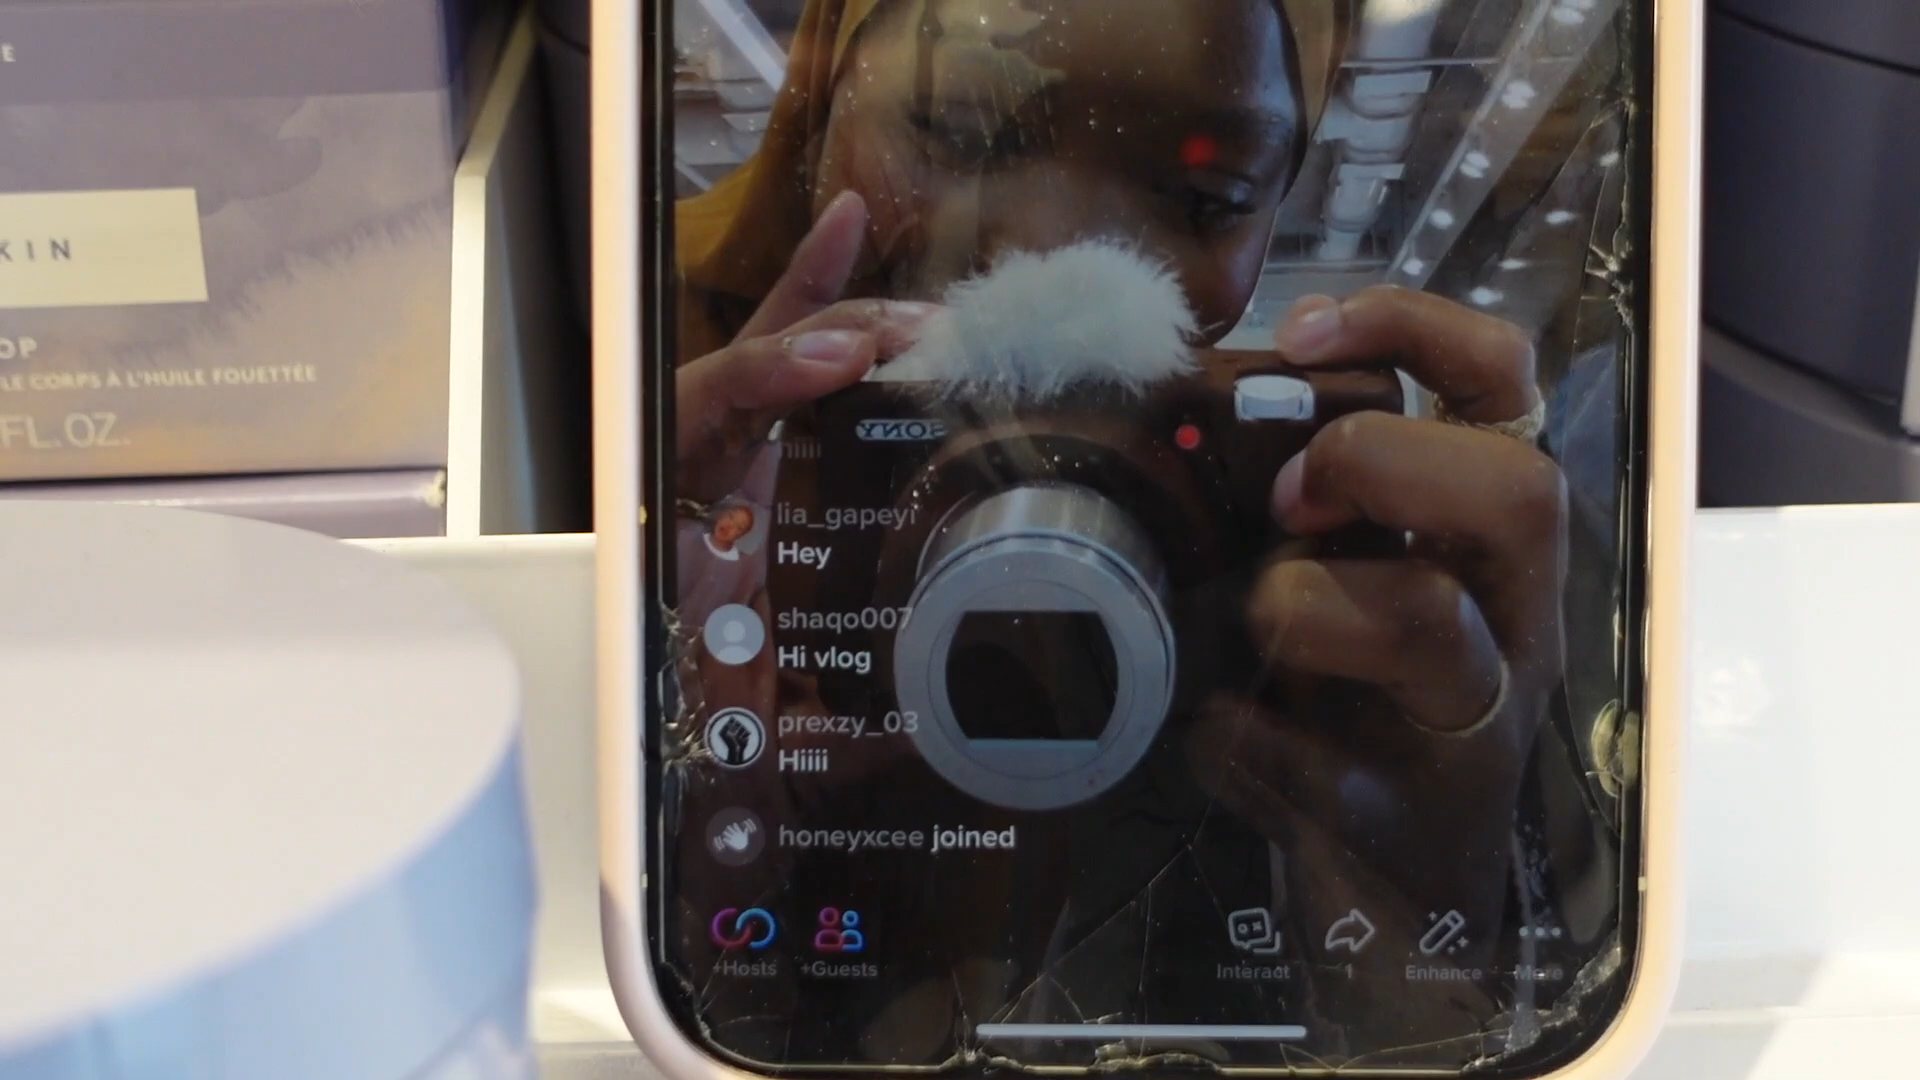 E
KIN
OP
LE CORPS À L'HUILE FOUETTÉE
FL.OZ.
SONY
hiiii
lia_gapeyi
Hey
shaqo007
Hi vlog
prexzy_03
Hiiii
honeyxcee joined
+Hosts
+Guests
Interact
1
Enhance
More